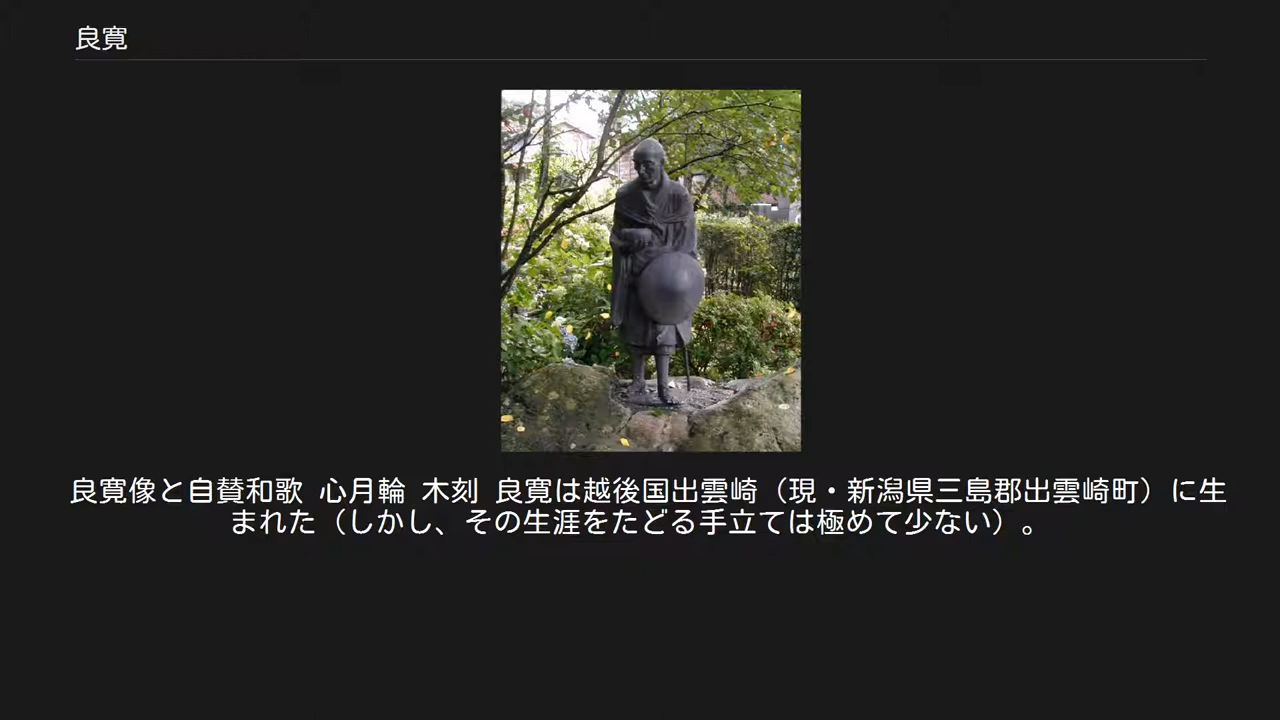 良寛
良寛像と自賛和歌 心月輪 木刻 良寛は越後国出雲崎（現・新潟県三島郡出雲崎町）に生
まれた（しかし、その生涯をたどる手立ては極めて少ない）。